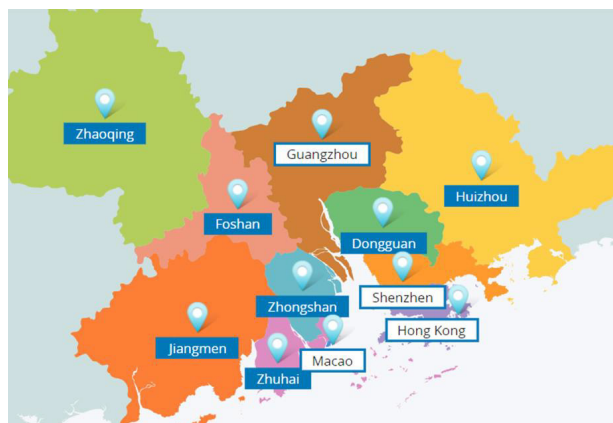 Zhaoqing
Guangzhou
Huizhou
Foshan
Dongguan
Shenzhen
Zhongshan
Hong Kong
Jiangmen
Macao
Zhuhai